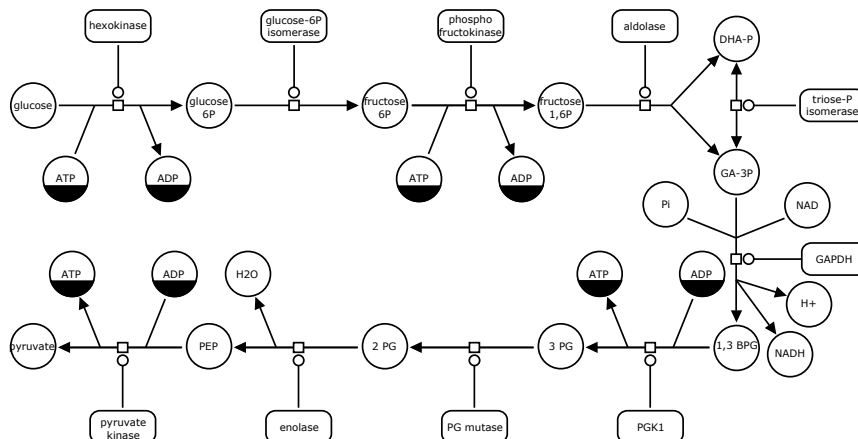 hexokinase
glucose-6P
isomerase
phospho
fructokinase
aldolase
DHA-P
glucose
glucose
6P
fructose
6P
fructose
1,6P
triose-P
isomerase
ATP
ADP
ATP
ADP
GA-3P
Pi
NAD
GAPDH
ATP
ADP
H2O
ATP
ADP
H+
pyruvate
PEP
2 PG
3 PG
1,3 BPG
NADH
pyruvate
kinase
enolase
PG mutase
PGK1